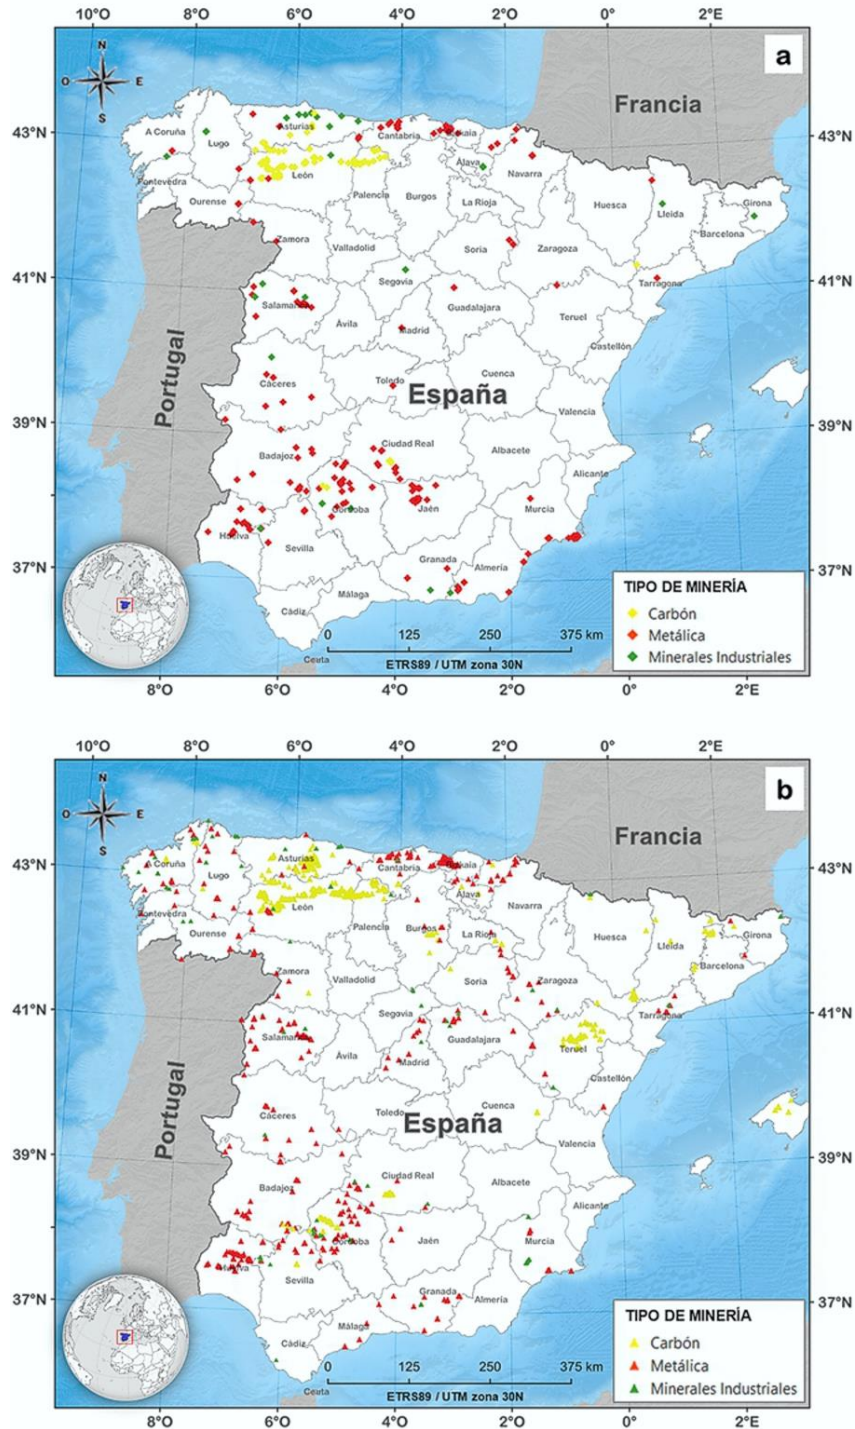 10°O 8°O 6°O 4°O 2°O 0° 2°E
a
N
O E
S
Francia
43°N 43°N
A Coruña
Lugo
Asturias
Cantabria
Álava
Navarra
León
Pontevedra
Ourense
Palencia
Burgos
La Rioja
Huesca
Lleida
Girona
Barcelona
Zamora
Valladolid
Soria
Zaragoza
41°N 41°N
Segovia
Tarragona
Salamanca
Ávila
Guadalajara
Madrid
Teruel
Castellón
Portugal
Cáceres
Toledo
Cuenca
España
39°N 39°N
Valencia
Ciudad Real
Badajoz
Albacete
Alicante
Córdoba
Jaén
Murcia
Huelva
Sevilla
37°N 37°N
Granada
Almería
Málaga
Cádiz
Ceuta
TIPO DE MINERÍA
Carbón
Metálica
Minerales Industriales
0 125 250 375 km
ETRS89 / UTM zona 30N
8°O 6°O 4°O 2°O 0° 2°E
10°O 8°O 6°O 4°O 2°O 0° 2°E
b
N
O E
S
Francia
43°N 43°N
A Coruña
Lugo
Asturias
Cantabria
Álava
Navarra
León
Pontevedra
Ourense
Palencia
Burgos
La Rioja
Huesca
Lleida
Girona
Barcelona
Zamora
Valladolid
Soria
Zaragoza
41°N 41°N
Segovia
Tarragona
Salamanca
Ávila
Guadalajara
Madrid
Teruel
Castellón
Portugal
Cáceres
Toledo
Cuenca
España
39°N 39°N
Valencia
Ciudad Real
Badajoz
Albacete
Alicante
Córdoba
Jaén
Murcia
Huelva
Sevilla
37°N 37°N
Granada
Almería
Málaga
Cádiz
Ceuta
TIPO DE MINERÍA
Carbón
Metálica
Minerales Industriales
0 125 250 375 km
ETRS89 / UTM zona 30N
8°O 6°O 4°O 2°O 0° 2°E